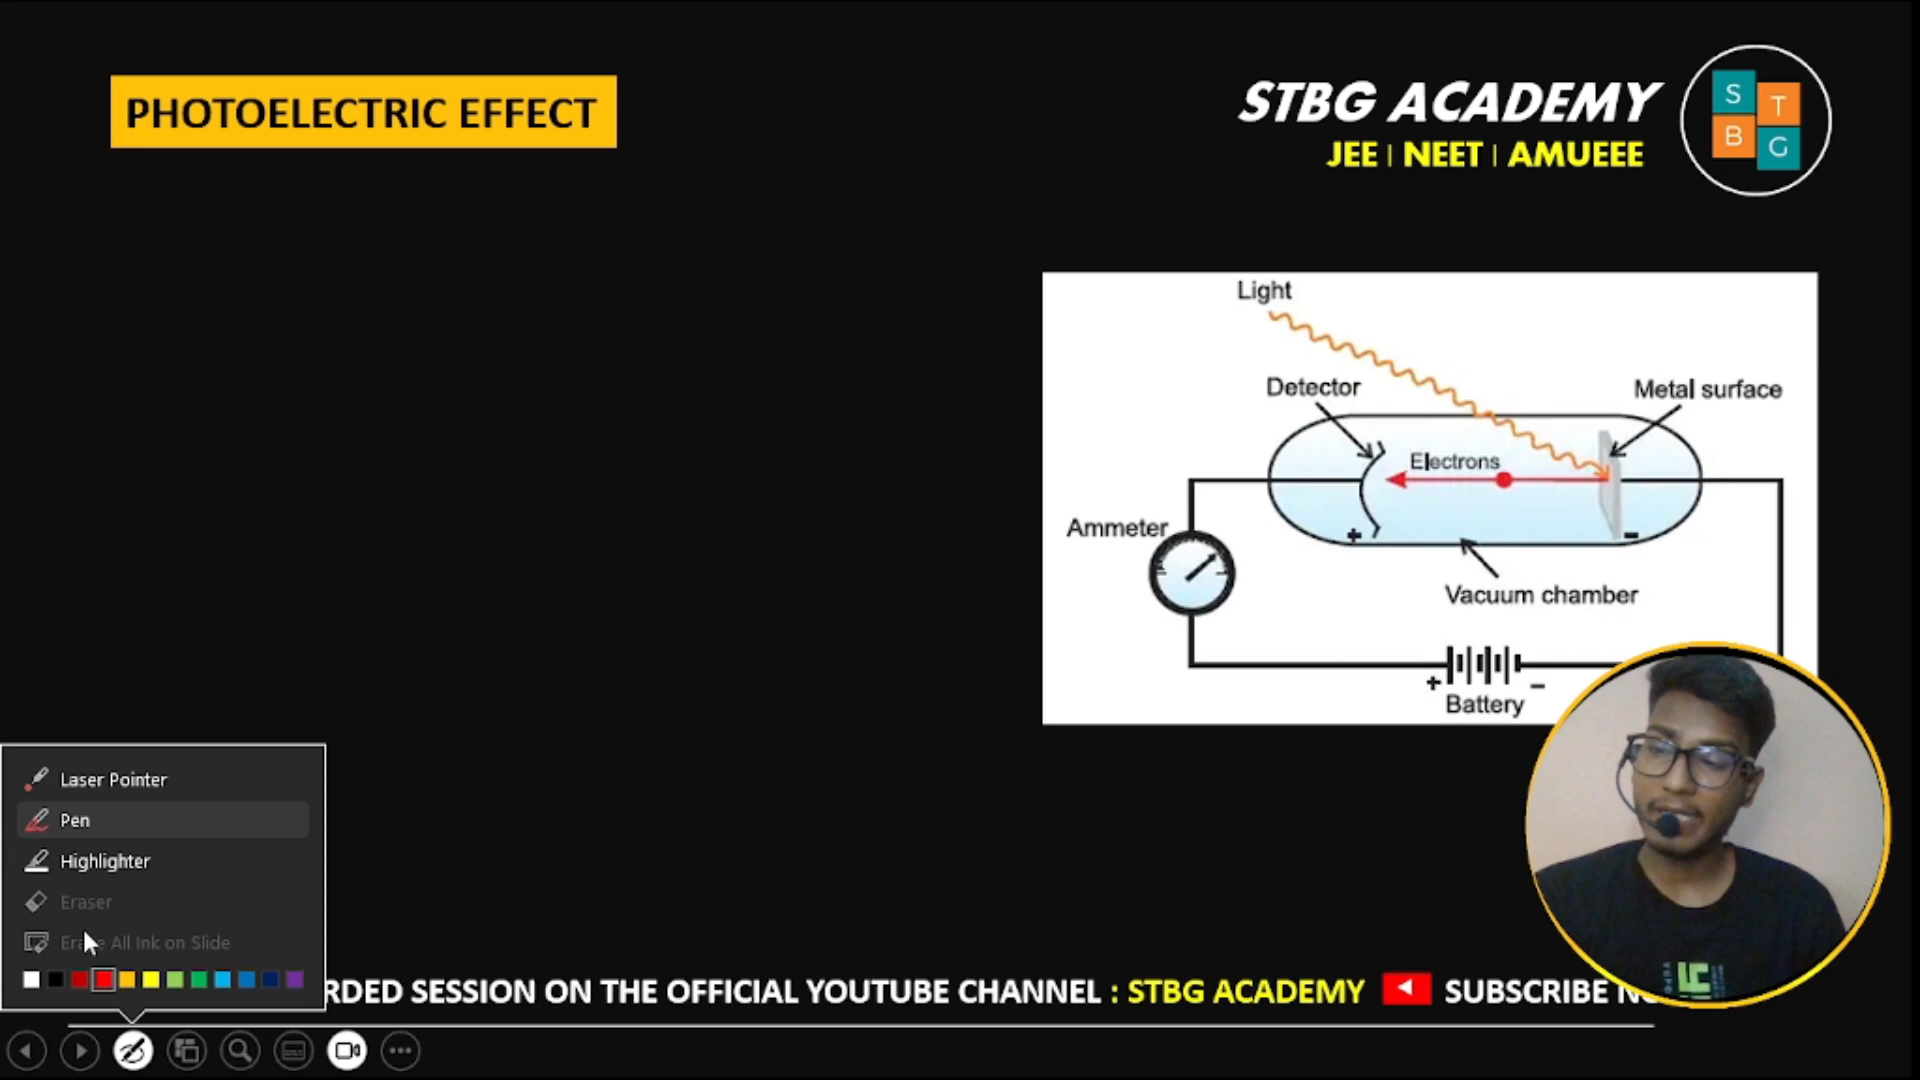 PHOTOELECTRIC EFFECT
STBG ACADEMY
JEE | NEET | AMUEEE
S
T
B
G
Light
Detector
Metal surface
Electrons
+
-
Ammeter
Vacuum chamber
+
-
Battery
Laser Pointer
Pen
Highlighter
Eraser
Erase All Ink on Slide
RDED SESSION ON THE OFFICIAL YOUTUBE CHANNEL : STBG ACADEMY SUBSCRIBE